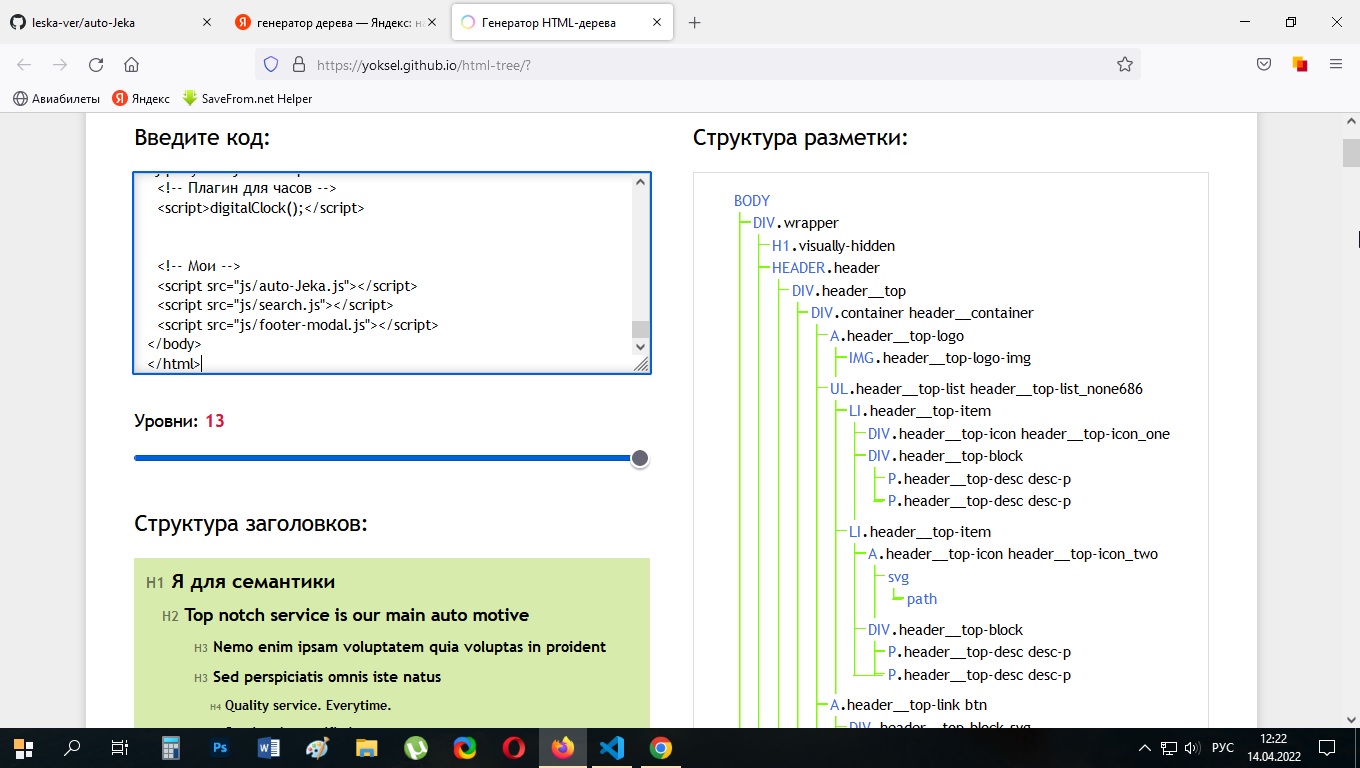 leska-ver/auto-Jeka
генератор дерева — Яндекс: на
Генератор HTML-дерева
https://yoksel.github.io/html-tree/?
Авиабилеты
Яндекс
SaveFrom.net Helper
Введите код:
<!-- Плагин для часов -->
<script>digitalClock();</script>
<!-- Мои -->
<script src="js/auto-Jeka.js"></script>
<script src="js/search.js"></script>
<script src="js/footer-modal.js"></script>
</body>
</html>
Уровни: 13
Структура заголовков:
H1 Я для семантики
H2 Top notch service is our main auto motive
H3 Nemo enim ipsam voluptatem quia voluptas in proident
H3 Sed perspiciatis omnis iste natus
H4 Quality service. Everytime.
Структура разметки:
BODY
DIV.wrapper
H1.visually-hidden
HEADER.header
DIV.header__top
DIV.container header__container
A.header__top-logo
IMG.header__top-logo-img
UL.header__top-list header__top-list_none686
LI.header__top-item
DIV.header__top-icon header__top-icon_one
DIV.header__top-block
P.header__top-desc desc-p
P.header__top-desc desc-p
LI.header__top-item
A.header__top-icon header__top-icon_two
svg
path
DIV.header__top-block
P.header__top-desc desc-p
P.header__top-desc desc-p
A.header__top-link btn
DIV.header__top-block-svg
Ps
РУС
12:22
14.04.2022